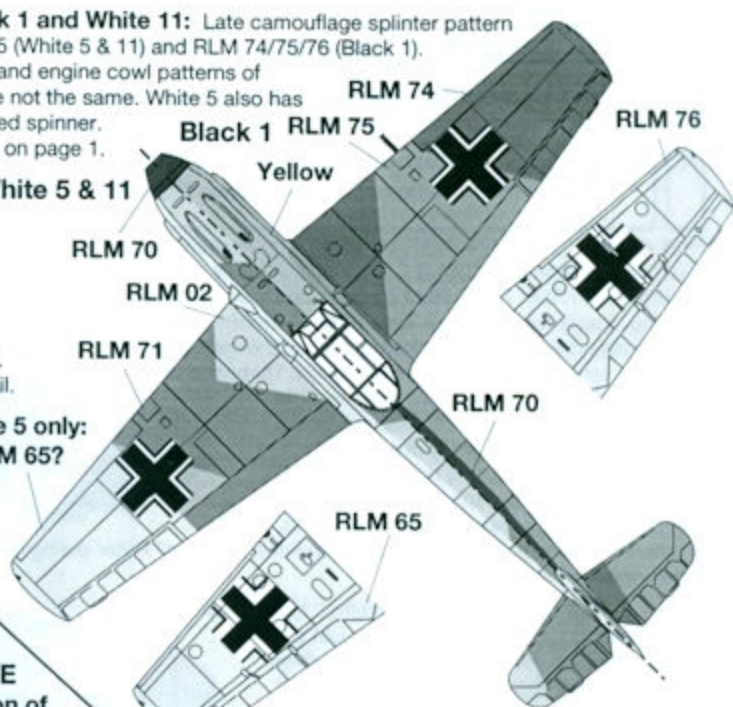 k 1 and White 11: Late camouflage splinter pattern
5 (White 5 & 11) and RLM 74/75/76 (Black 1).
and engine cowl patterns of
e not the same. White 5 also has
ed spinner.
on page 1.
RLM 74
Black 1
RLM 75
RLM 76
Yellow
hite 5 & 11
RLM 70
RLM 02
RLM 71
il.
e 5 only:
M 65?
RLM 70
RLM 65
E
on of